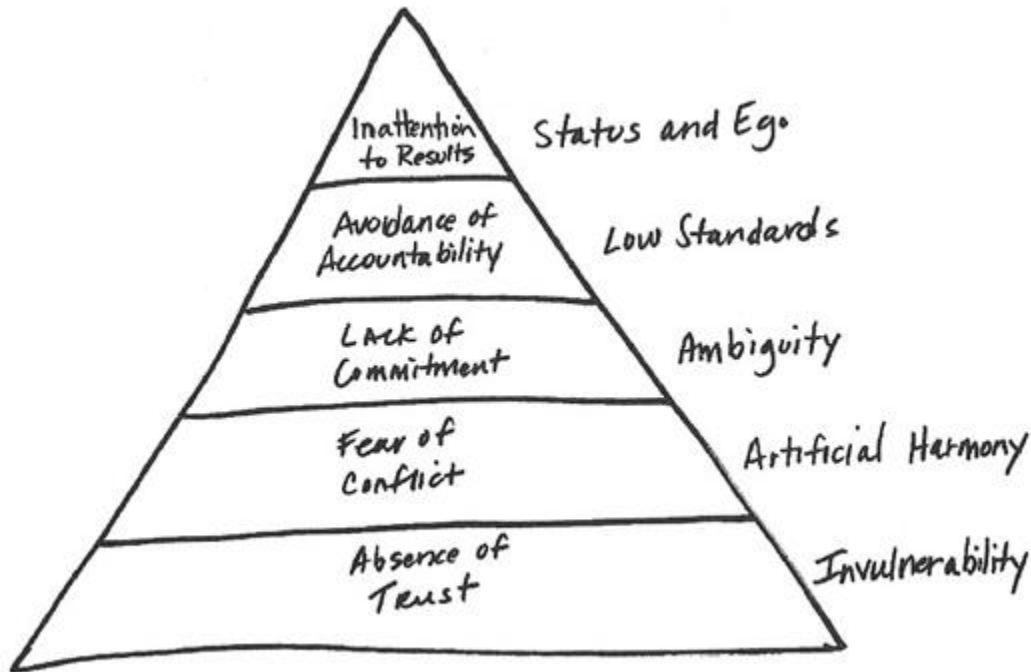 Inattention
to Results
Status and Ego
Avoidance of
Accountability
Low Standards
Lack of
Commitment
Ambiguity
Fear of
Conflict
Artificial Harmony
Absence of
Trust
Invulnerability